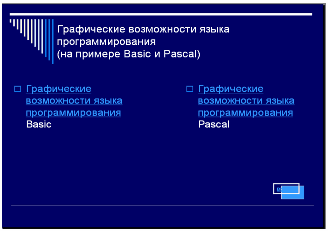 Графические возможности языка
программирования
(на примере Basic и Pascal)
Графические
возможности языка
программирования
Basic
Графические
возможности языка
программирования
Pascal